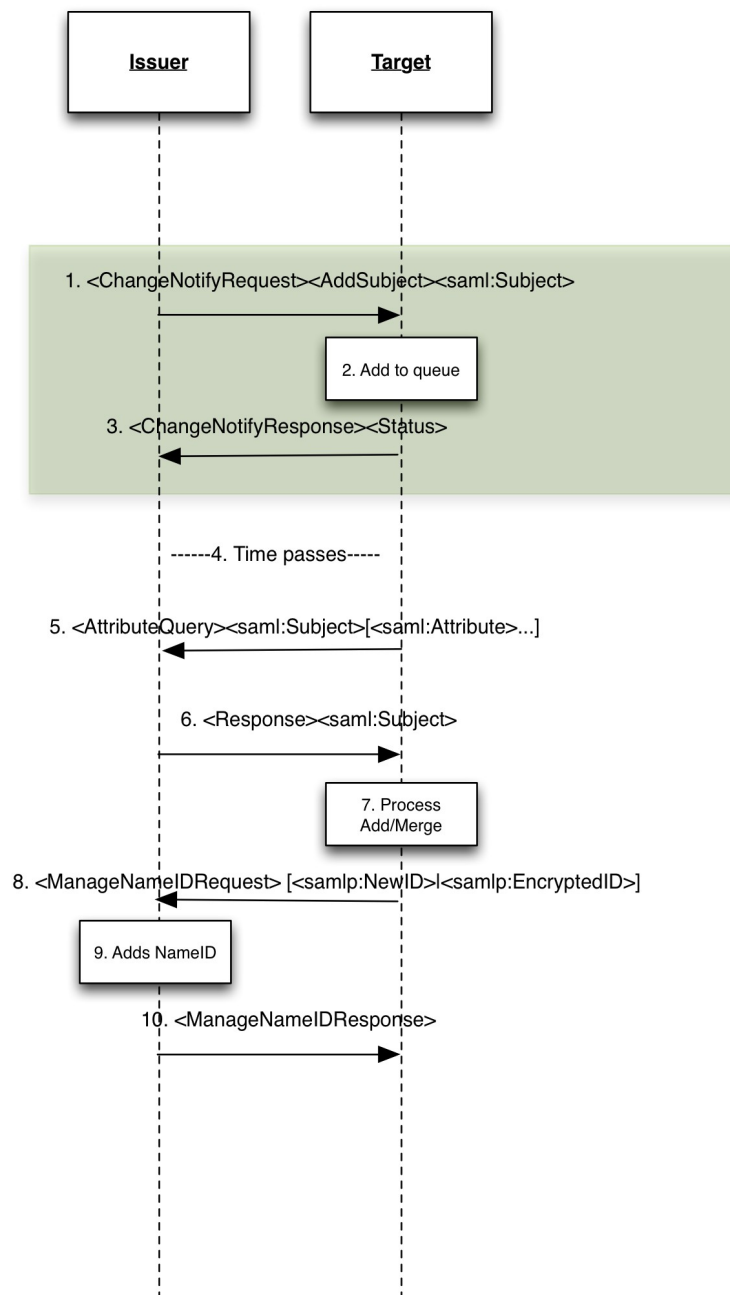 Issuer
Target
1. <ChangeNotifyRequest><AddSubject><saml:Subject>
2. Add to queue
3. <ChangeNotifyResponse><Status>
------4. Time passes-----
5. <AttributeQuery><saml:Subject>[<saml:Attribute>...]
6. <Response><saml:Subject>
7. Process
Add/Merge
8. <ManageNameIDRequest> [<samlp:NewID>|<samlp:EncryptedID>]
9. Adds NameID
10. <ManageNameIDResponse>